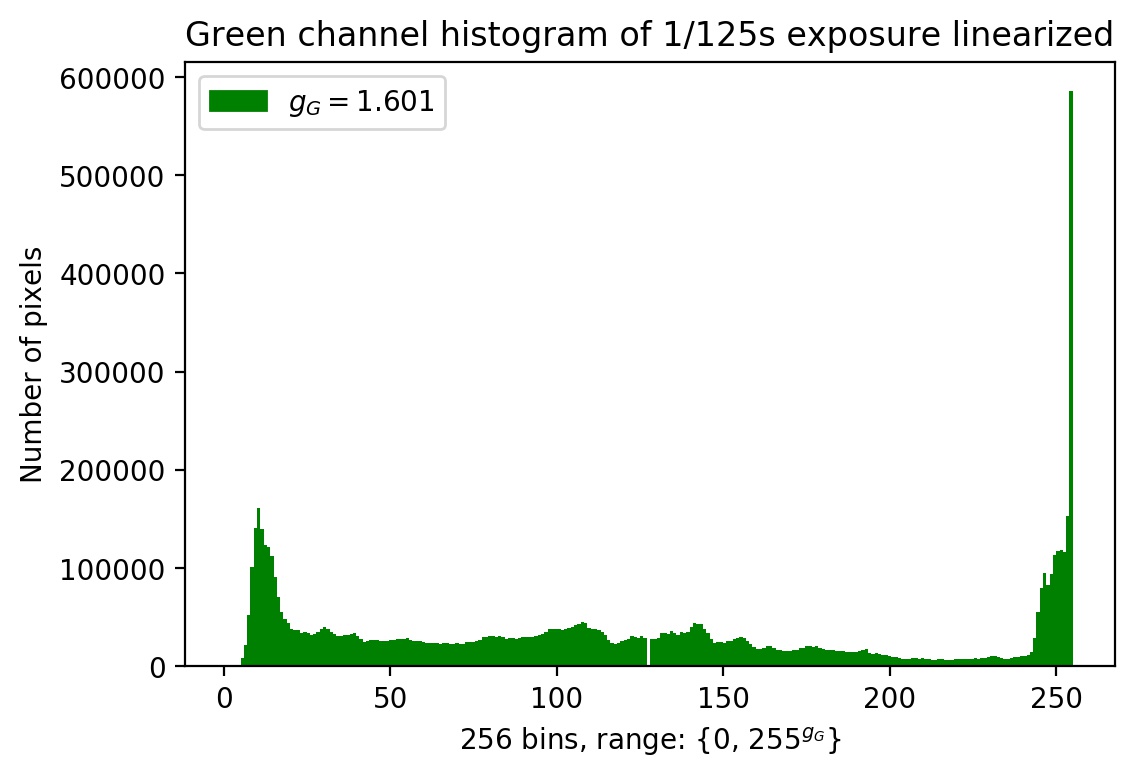 Green channel histogram of 1/125s exposure linearized
g_G = 1.601
Number of pixels
600000
500000
400000
300000
200000
100000
0
0 50 100 150 200 250
256 bins, range: {0, 255^{g_G}}